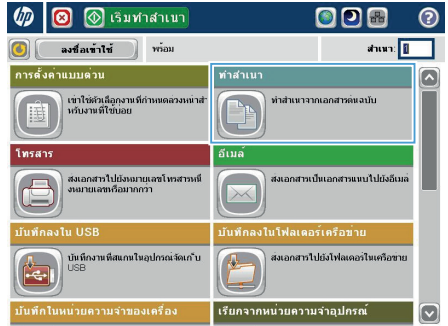 hp เริ่มทำสำเนา ?
ลงชื่อเข้าใช้ พร้อม สำเนา: 1
การตั้งค่าแบบด่วน
เข้าใช้ตัวเลือกงานที่กำหนดล่วงหน้าสำ
หรับงานที่ใช้บ่อย
ทำสำเนา
ทำสำเนาจากเอกสารต้นฉบับ
โทรสาร
ส่งเอกสารไปยังหมายเลขโทรสารหนึ่
งหมายเลขหรือมากกว่า
อีเมล์
ส่งเอกสารเป็นเอกสารแนบไปยังอีเมล์
บันทึกลงใน USB
บันทึกงานที่สแกนในอุปกรณ์จัดเก็บ
USB
บันทึกลงในโฟลเดอร์เครือข่าย
ส่งเอกสารไปยังโฟลเดอร์ในเครือข่าย
บันทึกในหน่วยความจำของเครื่อง
เรียกจากหน่วยความจำอุปกรณ์